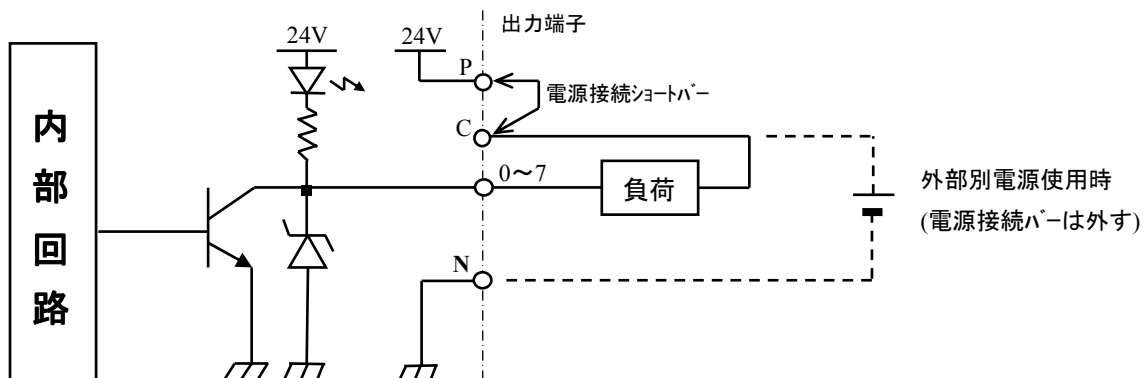 出力端子
24V
24V
P
電源接続ショートバー
C
0～7
負荷
外部別電源使用時
(電源接続バーは外す)
N
内部回路